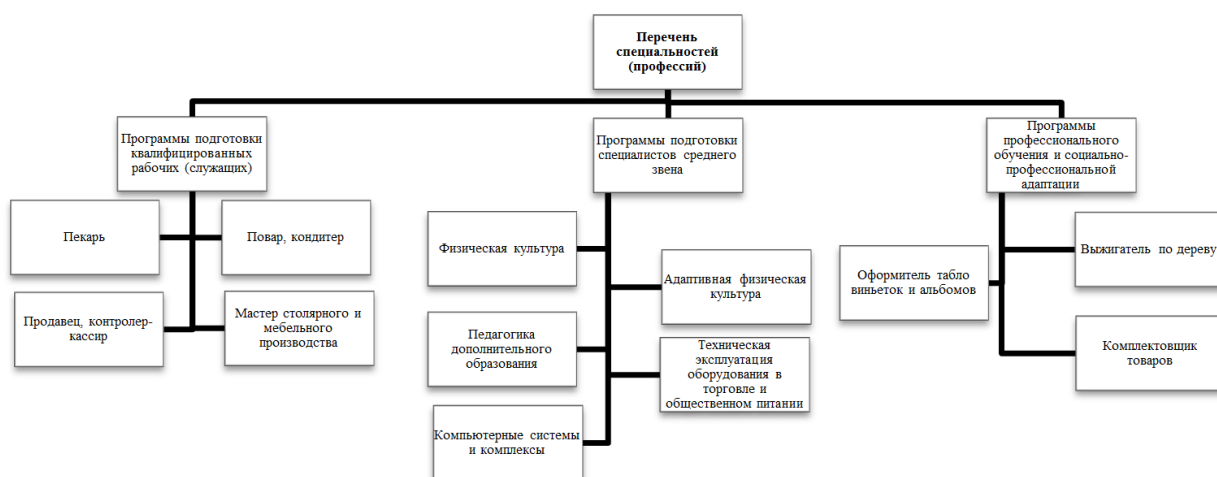 Перечень
специальностей
(профессий)
Программы подготовки
квалифицированных
рабочих (служащих)
Программы подготовки
специалистов среднего
звена
Программы
профессионального
обучения и социально-
профессиональной
адаптации
Пекарь
Повар, кондитер
Продавец, контролер-
кассир
Мастер столярного и
мебельного
производства
Физическая культура
Адаптивная физическая
культура
Педагогика
дополнительного
образования
Техническая
эксплуатация
оборудования в
торговле и
общественном питании
Компьютерные системы
и комплексы
Выжигатель по дереву
Оформитель табло
виньеток и альбомов
Комплектовщик
товаров